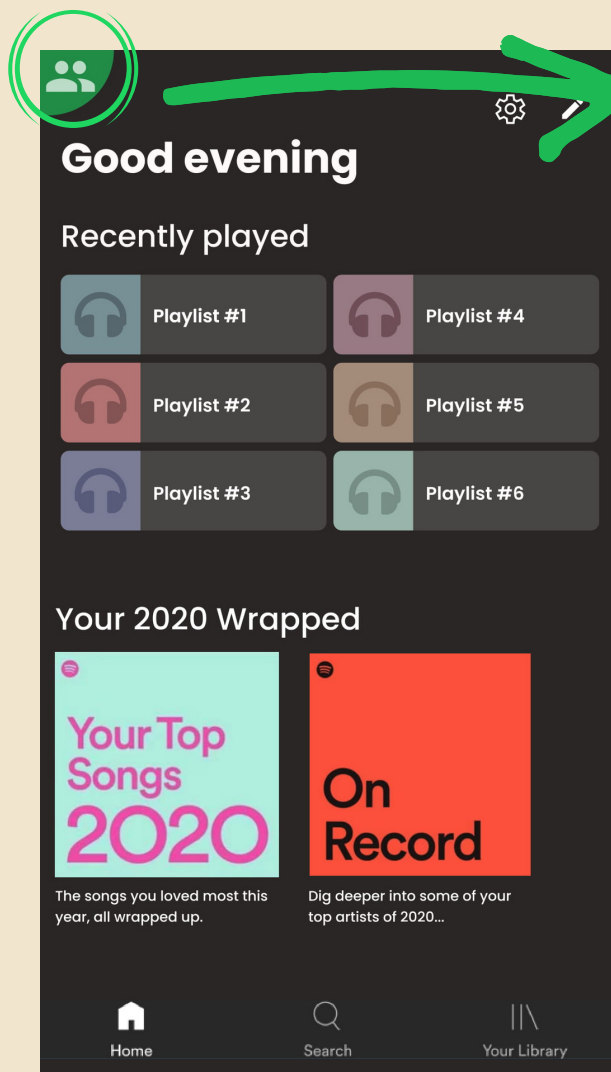 Good evening
Recently played
Playlist #1
Playlist #4
Playlist #2
Playlist #5
Playlist #3
Playlist #6
Your 2020 Wrapped
Your Top
Songs
2020
On
Record
The songs you loved most this
year, all wrapped up.
Dig deeper into some of your
top artists of 2020...
Home
Search
Your Library